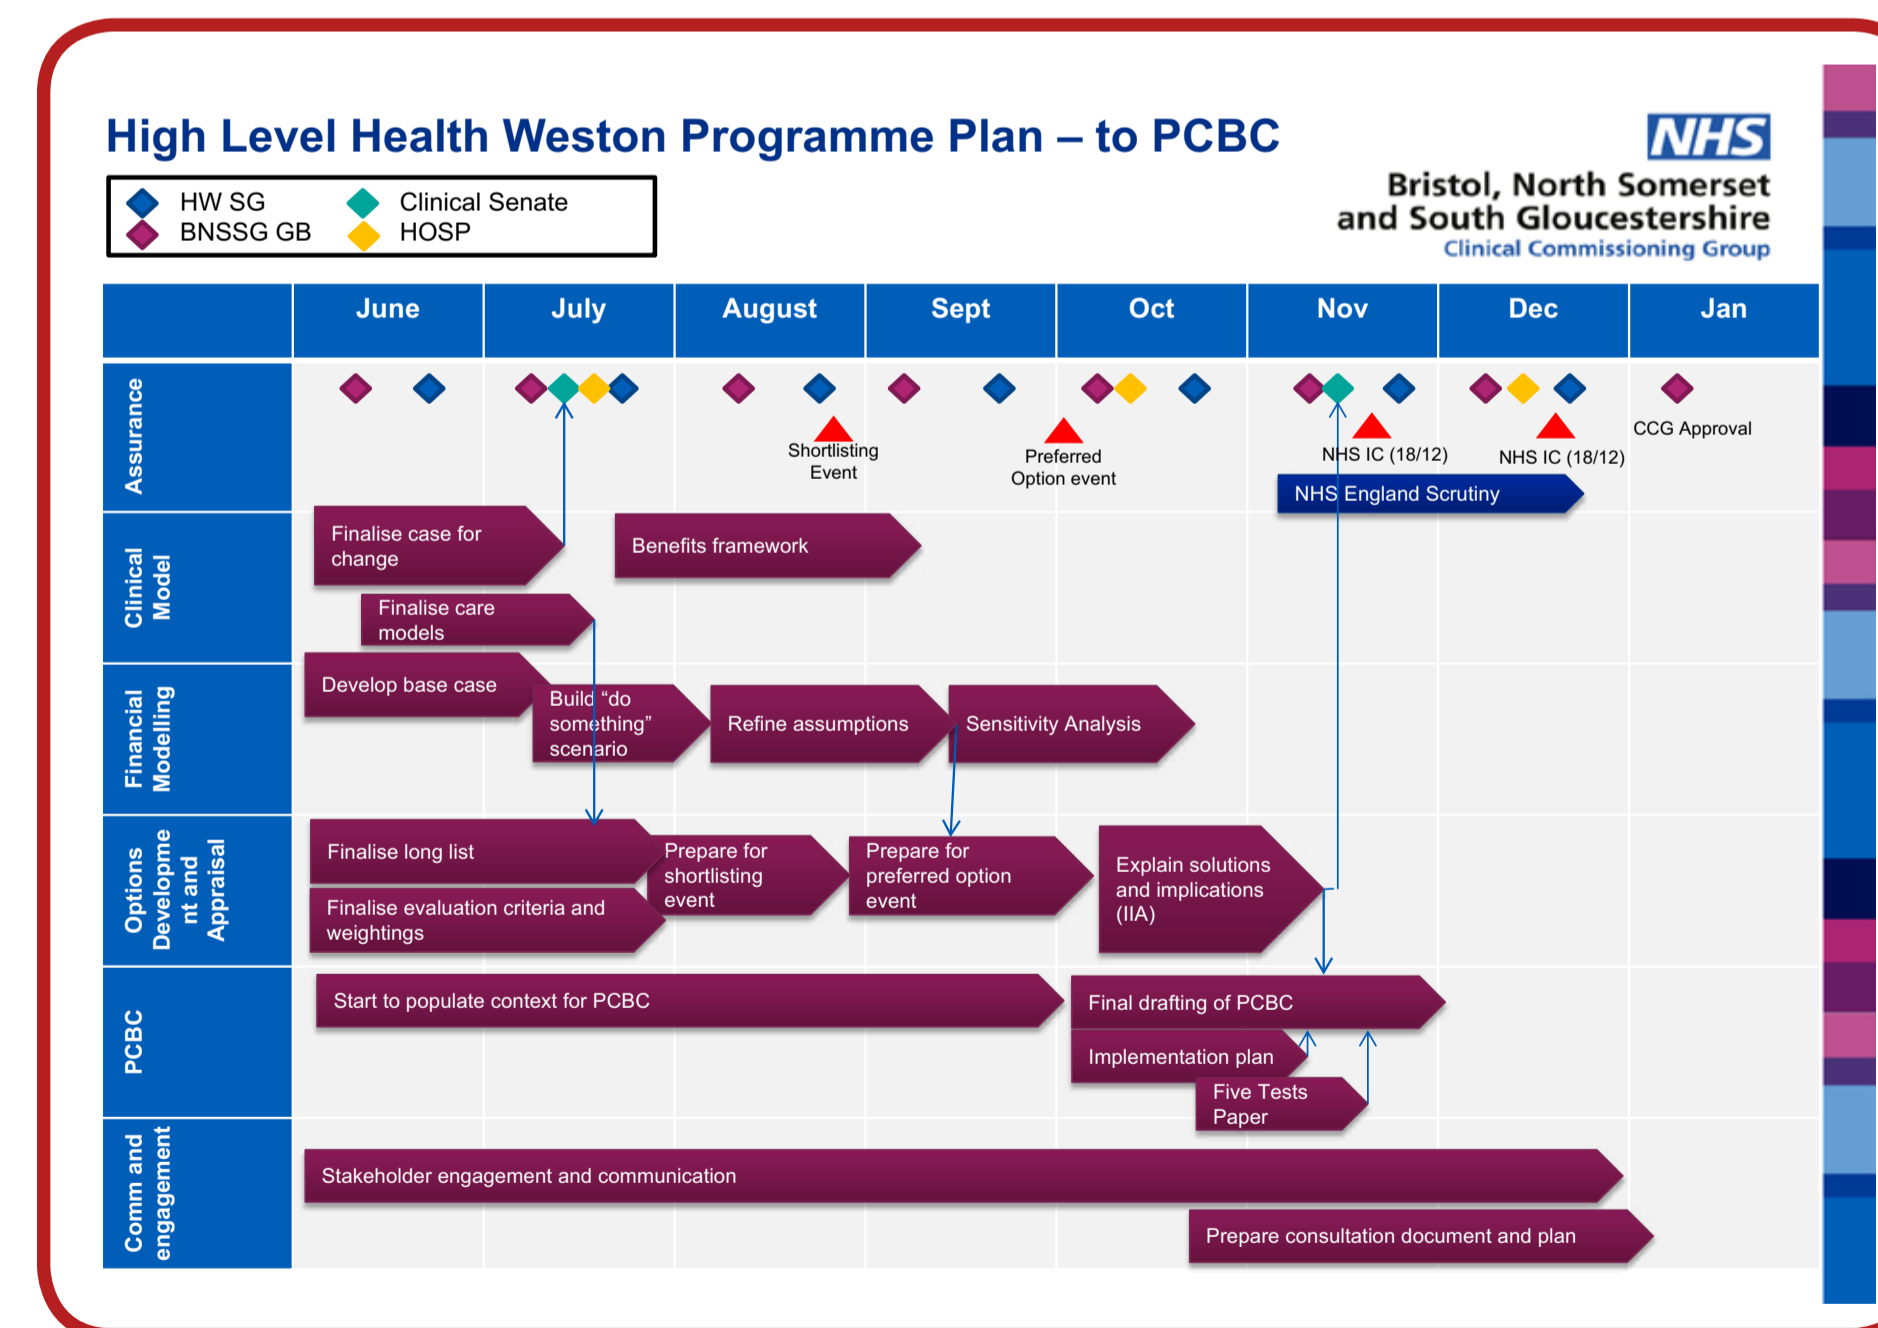 High Level Health Weston Programme Plan – to PCBC
NHS
Bristol, North Somerset
and South Gloucestershire
Clinical Commissioning Group
HW SG
Clinical Senate
BNSSG GB
HOSP
June
July
August
Sept
Oct
Nov
Dec
Jan
Assurance
Shortlisting
Event
Preferred
Option event
NHS IC (18/12)
NHS IC (18/12)
CCG Approval
NHS England Scrutiny
Clinical
Model
Finalise case for
change
Benefits framework
Finalise care
models
Financial
Modelling
Develop base case
Build “do
something”
scenario
Refine assumptions
Sensitivity Analysis
Options
Developme
nt and
Appraisal
Finalise long list
Finalise evaluation criteria and
weightings
Prepare for
shortlisting
event
Prepare for
preferred option
event
Explain solutions
and implications
(IIA)
PCBC
Start to populate context for PCBC
Final drafting of PCBC
Implementation plan
Five Tests
Paper
Comm and
engagement
Stakeholder engagement and communication
Prepare consultation document and plan